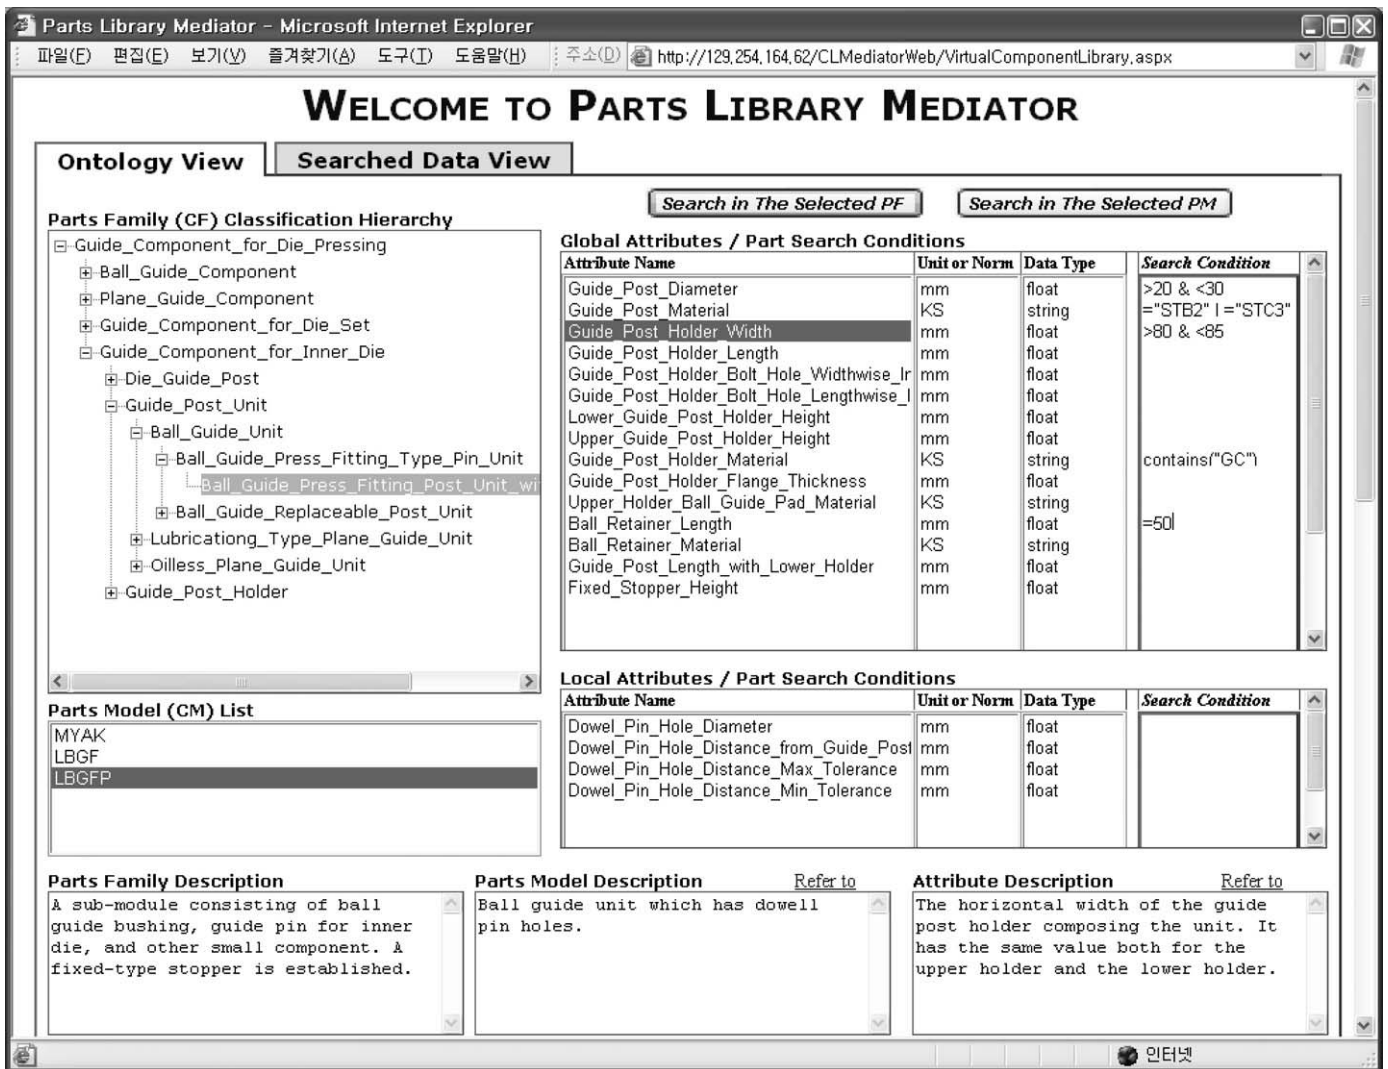 Parts Library Mediator - Microsoft Internet Explorer
파일(F) 편집(E) 보기(V) 즐겨찾기(A) 도구(T) 도움말(H) 주소(D) http://129,254,164,62/CLMediatorWeb/VirtualComponentLibrary,aspx
WELCOME TO PARTS LIBRARY MEDIATOR
Ontology View Searched Data View
Search in The Selected PF Search in The Selected PM
Parts Family (CF) Classification Hierarchy
Guide_Component_for_Die_Pressing
Ball_Guide_Component
Plane_Guide_Component
Guide_Component_for_Die_Set
Guide_Component_for_Inner_Die
Die_Guide_Post
Guide_Post_Unit
Ball_Guide_Unit
Ball_Guide_Press_Fitting_Type_Pin_Unit
Ball_Guide_Press_Fitting_Post_Unit_wi
Ball_Guide_Replaceable_Post_Unit
Lubricationg_Type_Plane_Guide_Unit
Oilless_Plane_Guide_Unit
Guide_Post_Holder
Global Attributes / Part Search Conditions
Attribute Name Unit or Norm Data Type Search Condition
Guide_Post_Diameter mm float >20 & <30
Guide_Post_Material KS string ="STB2" | ="STC3"
Guide_Post_Holder_Width mm float >80 & <85
Guide_Post_Holder_Length mm float
Guide_Post_Holder_Bolt_Hole_Widthwise_Ir mm float
Guide_Post_Holder_Bolt_Hole_Lengthwise_I mm float
Lower_Guide_Post_Holder_Height mm float
Upper_Guide_Post_Holder_Height mm float
Guide_Post_Holder_Material KS string contains("GC")
Guide_Post_Holder_Flange_Thickness mm float
Upper_Holder_Ball_Guide_Pad_Material KS string
Ball_Retainer_Length mm float =50
Ball_Retainer_Material KS string
Guide_Post_Length_with_Lower_Holder mm float
Fixed_Stopper_Height mm float
Parts Model (CM) List
MYAK
LBGF
LBGFP
Local Attributes / Part Search Conditions
Attribute Name Unit or Norm Data Type Search Condition
Dowel_Pin_Hole_Diameter mm float
Dowel_Pin_Hole_Distance_from_Guide_Post mm float
Dowel_Pin_Hole_Distance_Max_Tolerance mm float
Dowel_Pin_Hole_Distance_Min_Tolerance mm float
Parts Family Description
A sub-module consisting of ball
guide bushing, guide pin for inner
die, and other small component. A
fixed-type stopper is established.
Parts Model Description Refer to
Ball guide unit which has dowell
pin holes.
Attribute Description Refer to
The horizontal width of the guide
post holder composing the unit. It
has the same value both for the
upper holder and the lower holder.
인터넷